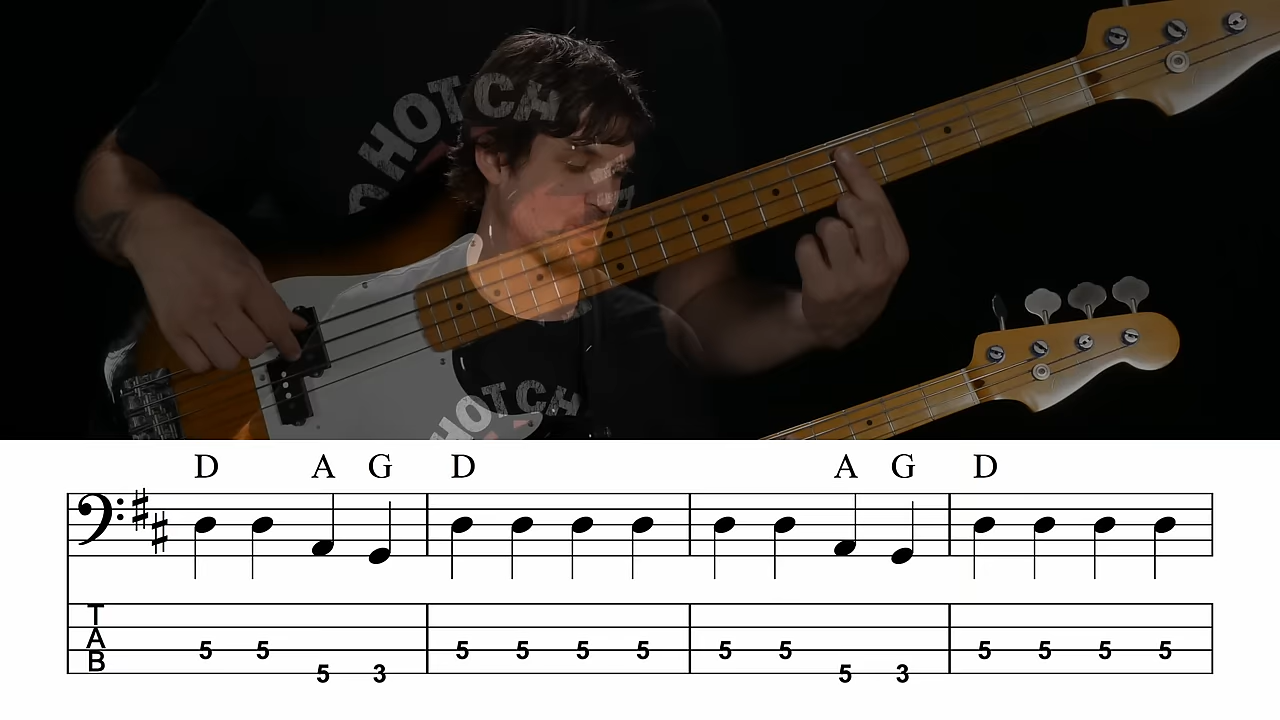 HOTCH
HOTCH
D A G D A G D
T
A
B
5 5 5 5 5 5 5 5 5 5 5 5
5 3 5 3